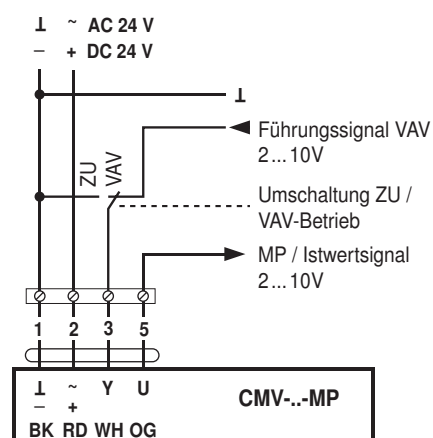 ⊥ ~ AC 24 V
– + DC 24 V
⊥
Führungssignal VAV
2...10V
ZU
VAV
Umschaltung ZU /
VAV-Betrieb
MP / Istwertsignal
2...10V
1 2 3 5
⊥ ~ Y U
– +
CMV-..-MP
BK RD WH OG